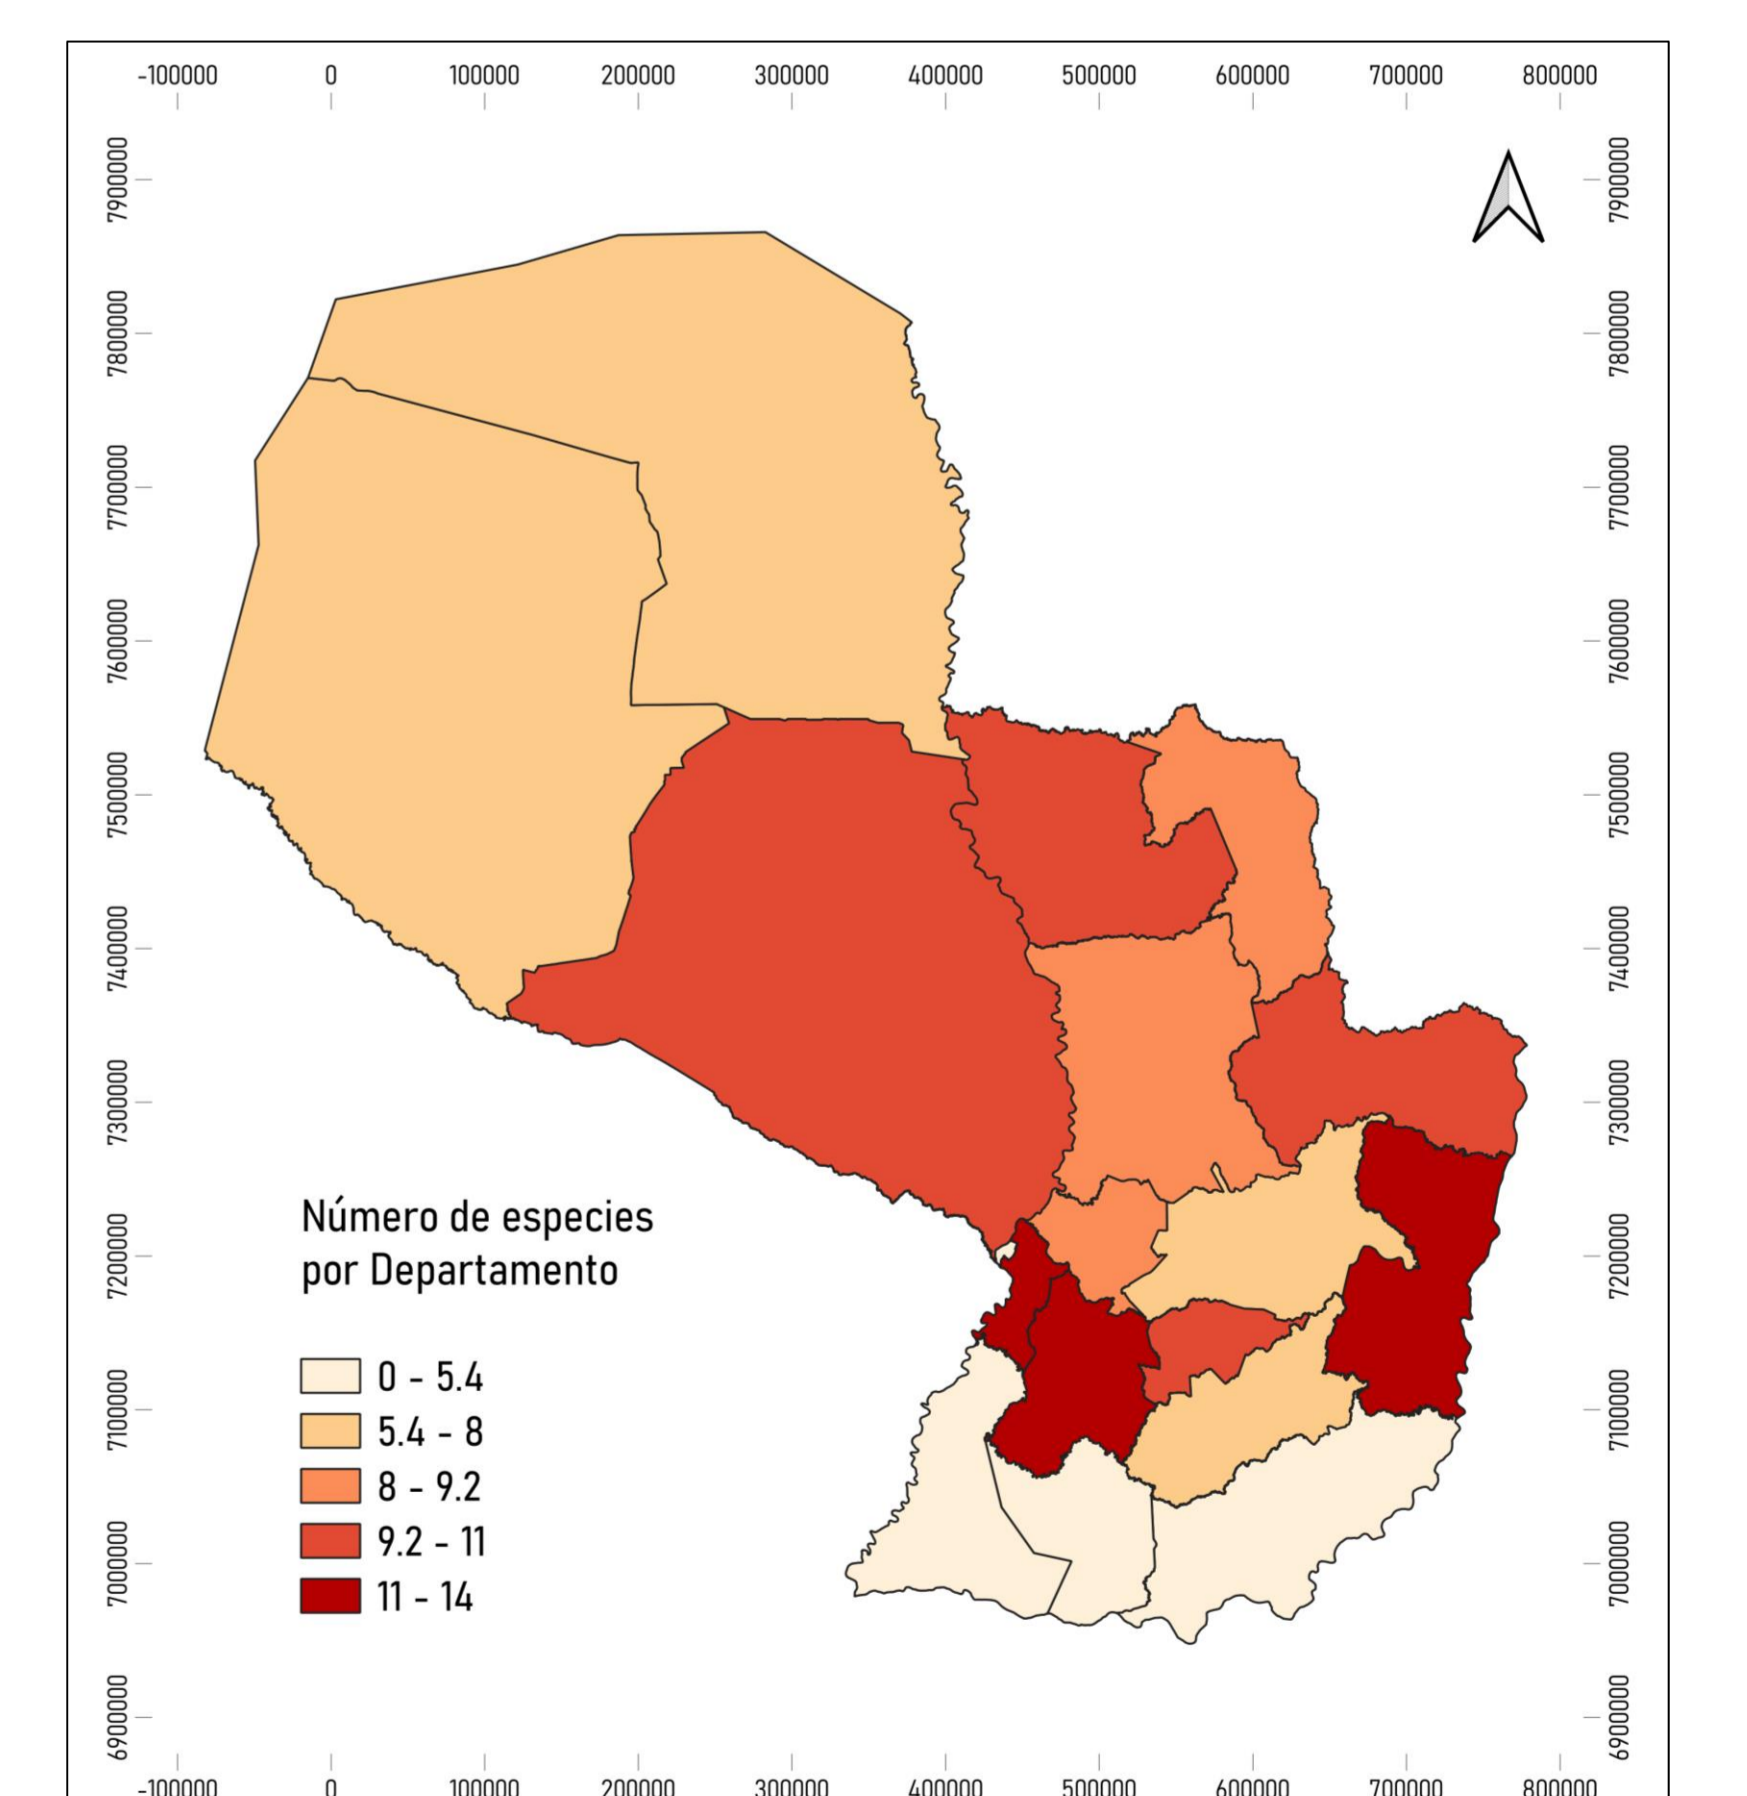 -100000 0 100000 200000 300000 400000 500000 600000 700000 800000
7900000 7900000
7800000 7800000
7700000 7700000
7600000 7600000
7500000 7500000
7400000 7400000
7300000 7300000
7200000 7200000
7100000 7100000
7000000 7000000
6900000 6900000
Número de especies
por Departamento
0 - 5.4
5.4 - 8
8 - 9.2
9.2 - 11
11 - 14
-100000 0 100000 200000 300000 400000 500000 600000 700000 800000